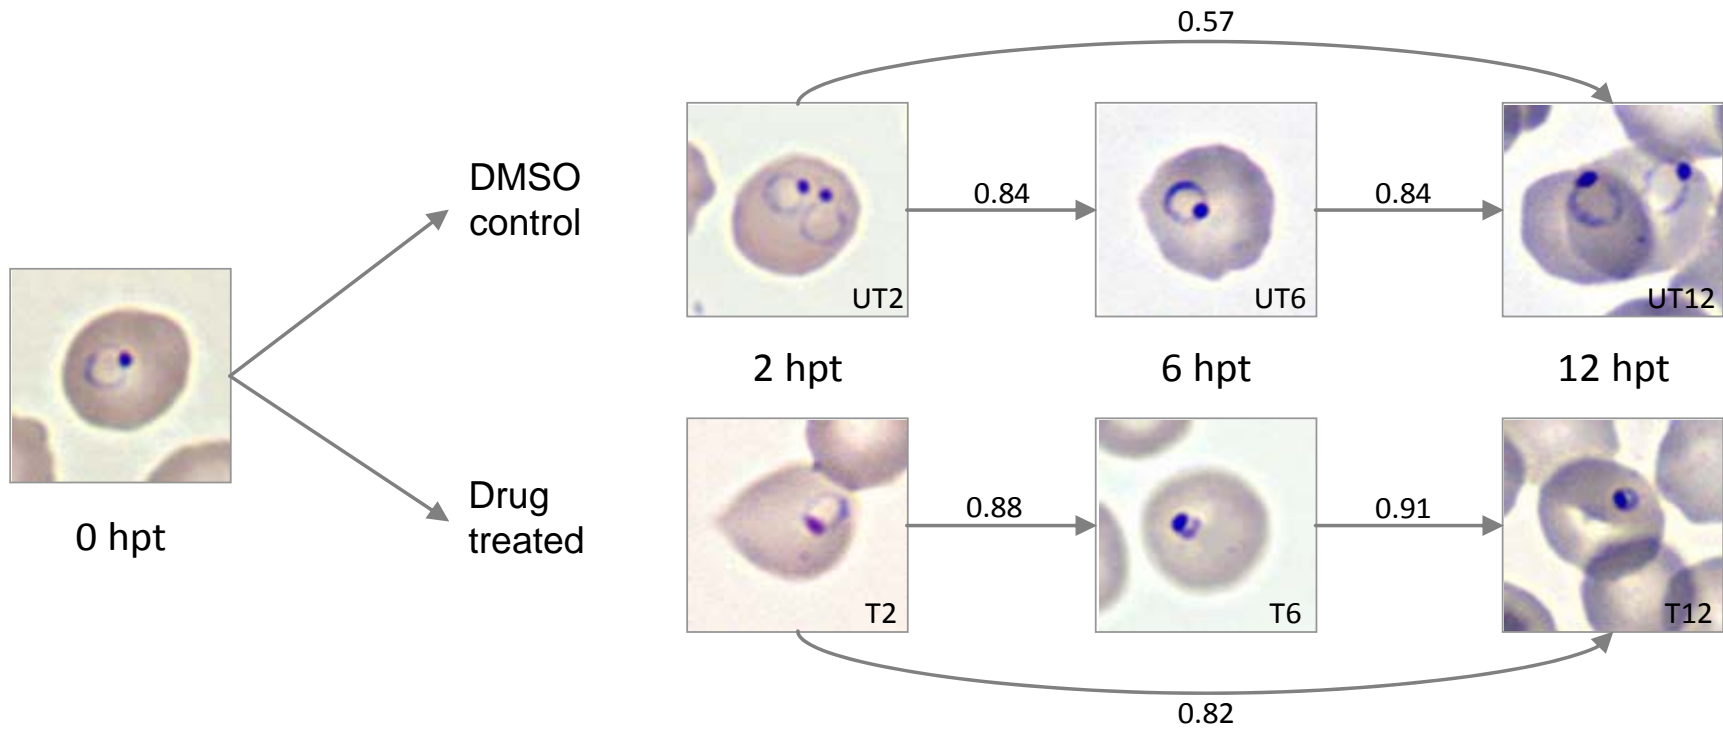 0.57
DMSO
control
0.84
0.84
UT2
UT6
UT12
2 hpt
6 hpt
12 hpt
0 hpt
Drug
treated
0.88
0.91
T2
T6
T12
0.82